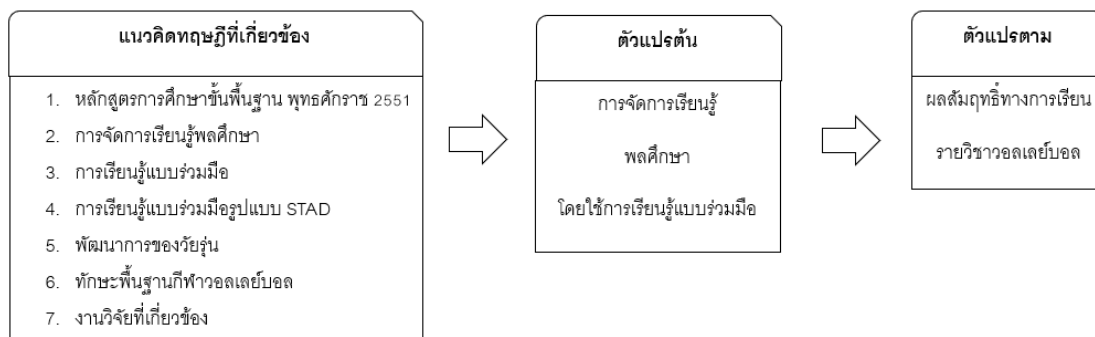 แนวคิดทฤษฎีที่เกี่ยวข้อง
1. หลักสูตรการศึกษาขั้นพื้นฐาน พุทธศักราช 2551
2. การจัดการเรียนรู้พลศึกษา
3. การเรียนรู้แบบร่วมมือ
4. การเรียนรู้แบบร่วมมือรูปแบบ STAD
5. พัฒนาการของวัยรุ่น
6. ทักษะพื้นฐานกีฬาวอลเลย์บอล
7. งานวิจัยที่เกี่ยวข้อง
ตัวแปรต้น
การจัดการเรียนรู้
พลศึกษา
โดยใช้การเรียนรู้แบบร่วมมือ
ตัวแปรตาม
ผลสัมฤทธิ์ทางการเรียน
รายวิชาวอลเลย์บอล